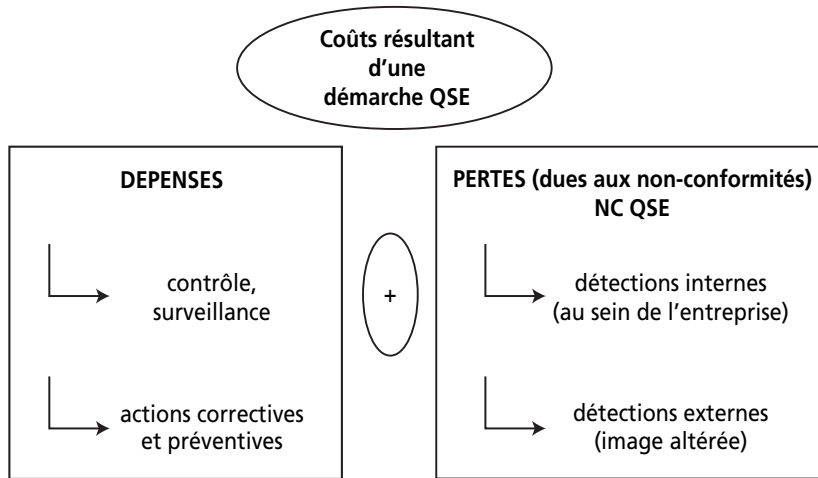 Coûts résultant
d’une
démarche QSE
DEPENSES
contrôle,
surveillance
actions correctives
et préventives
+
PERTES (dues aux non-conformités)
NC QSE
détections internes
(au sein de l’entreprise)
détections externes
(image altérée)